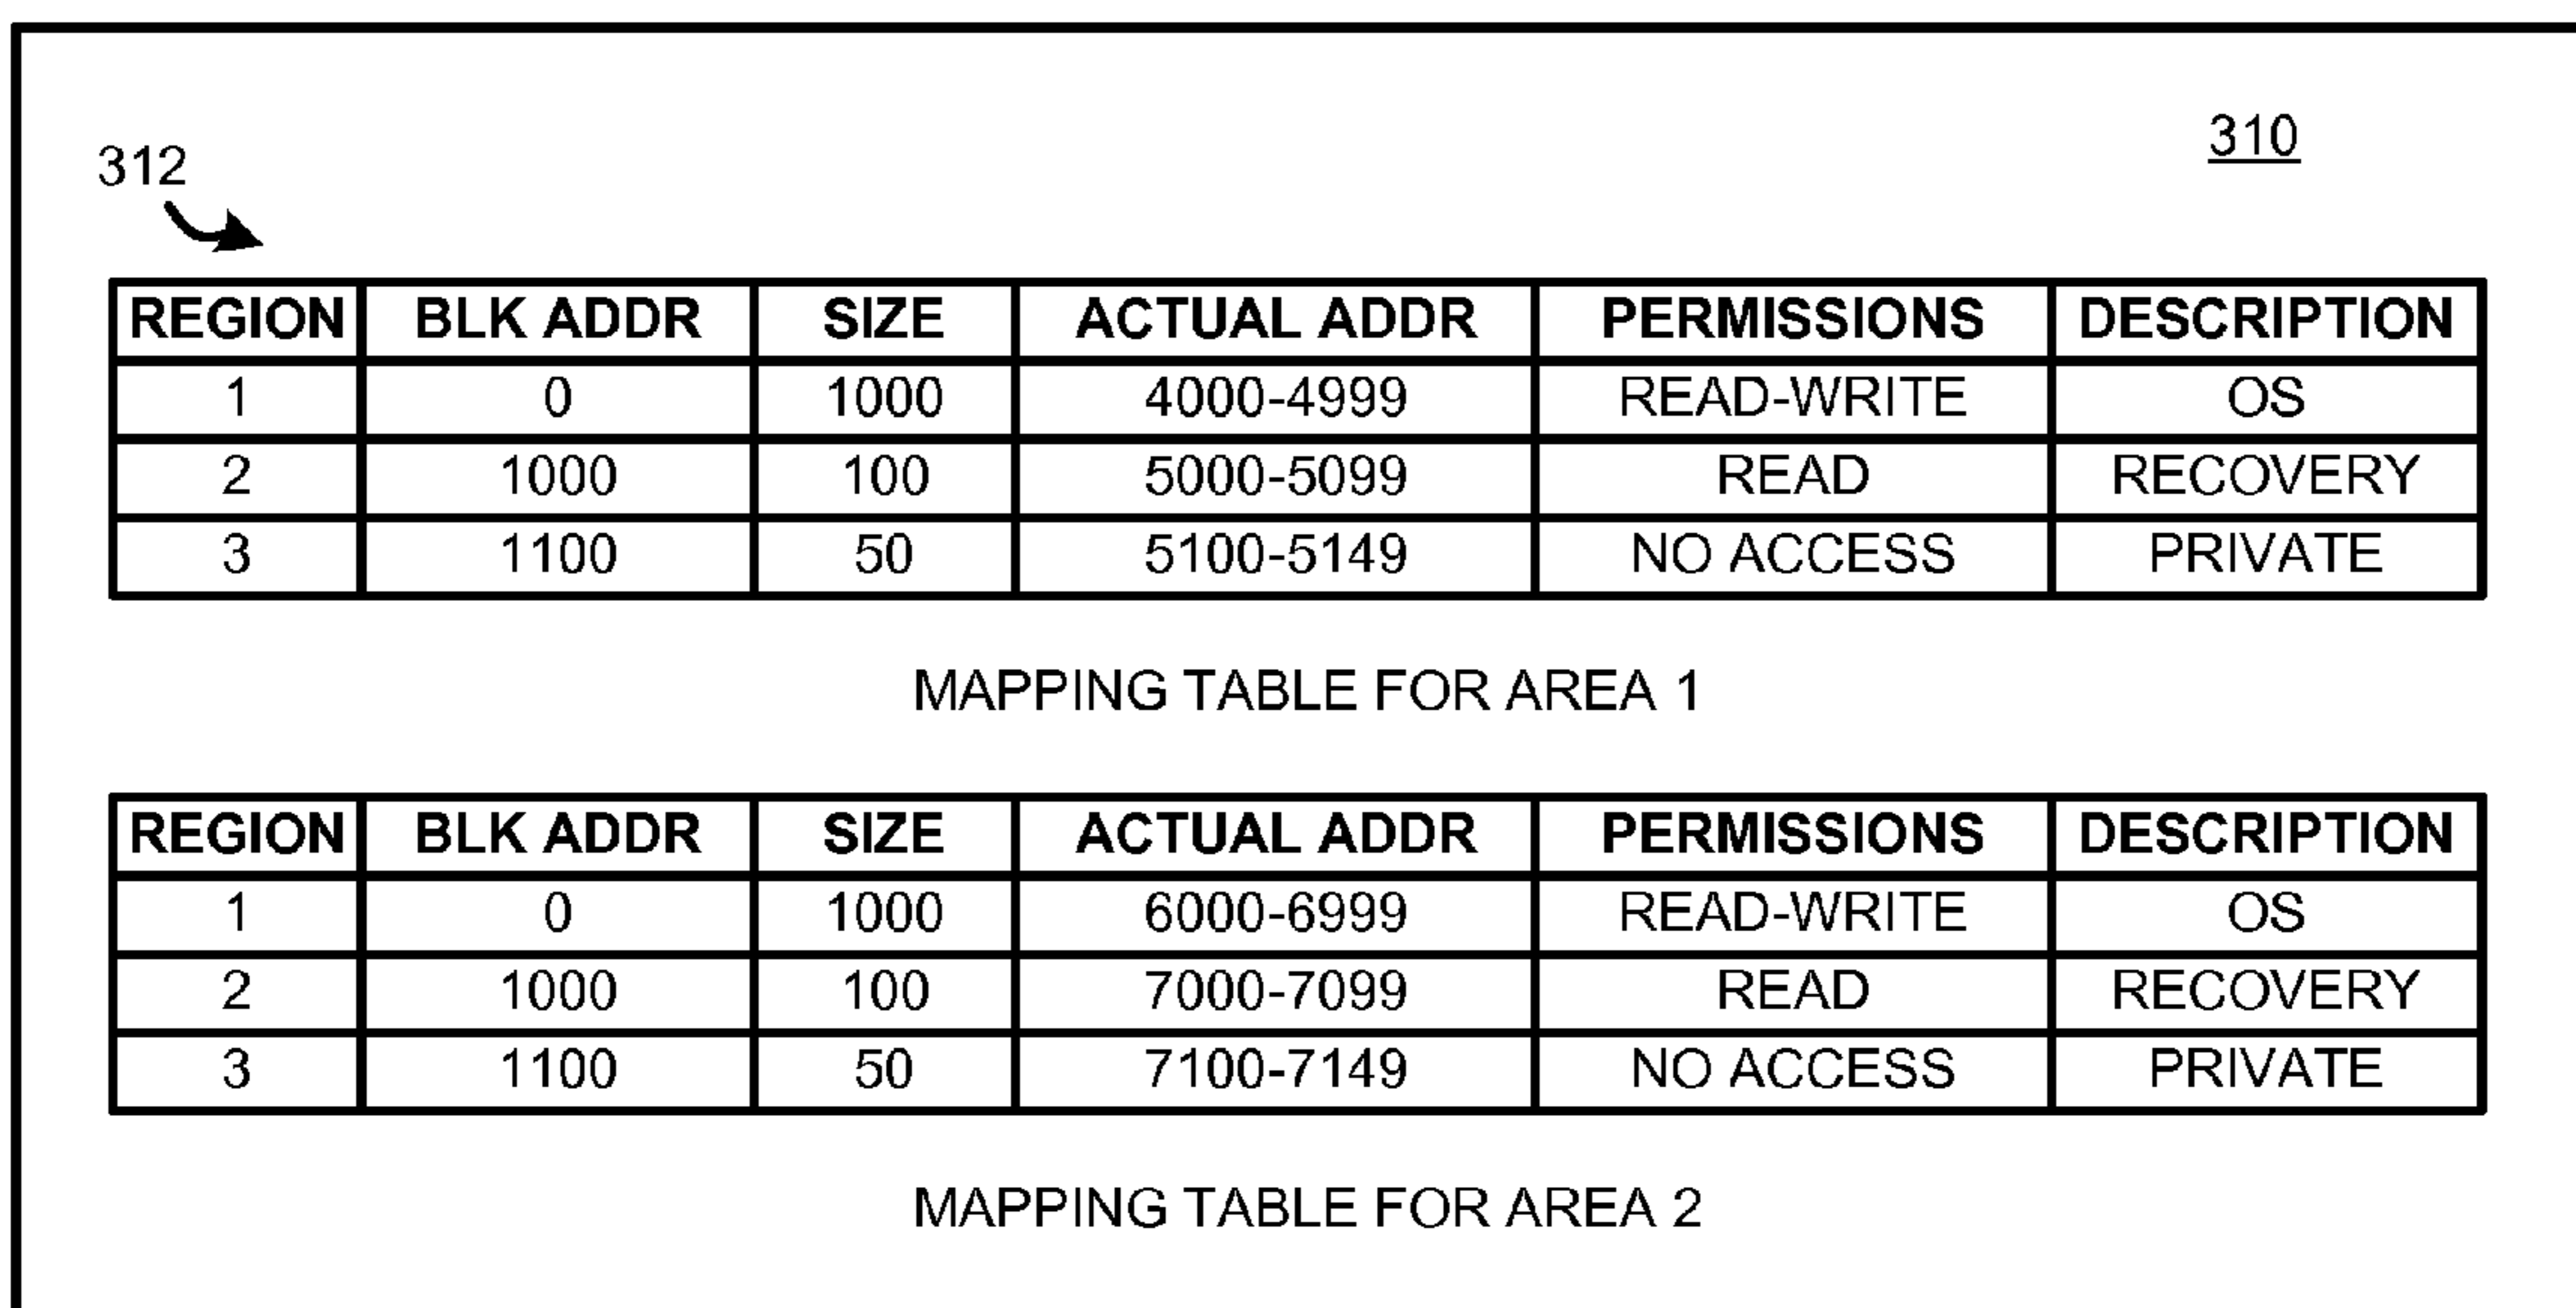 310
312
REGION BLK ADDR SIZE ACTUAL ADDR PERMISSIONS DESCRIPTION
1 0 1000 4000-4999 READ-WRITE OS
2 1000 100 5000-5099 READ RECOVERY
3 1100 50 5100-5149 NO ACCESS PRIVATE
MAPPING TABLE FOR AREA 1
REGION BLK ADDR SIZE ACTUAL ADDR PERMISSIONS DESCRIPTION
1 0 1000 6000-6999 READ-WRITE OS
2 1000 100 7000-7099 READ RECOVERY
3 1100 50 7100-7149 NO ACCESS PRIVATE
MAPPING TABLE FOR AREA 2